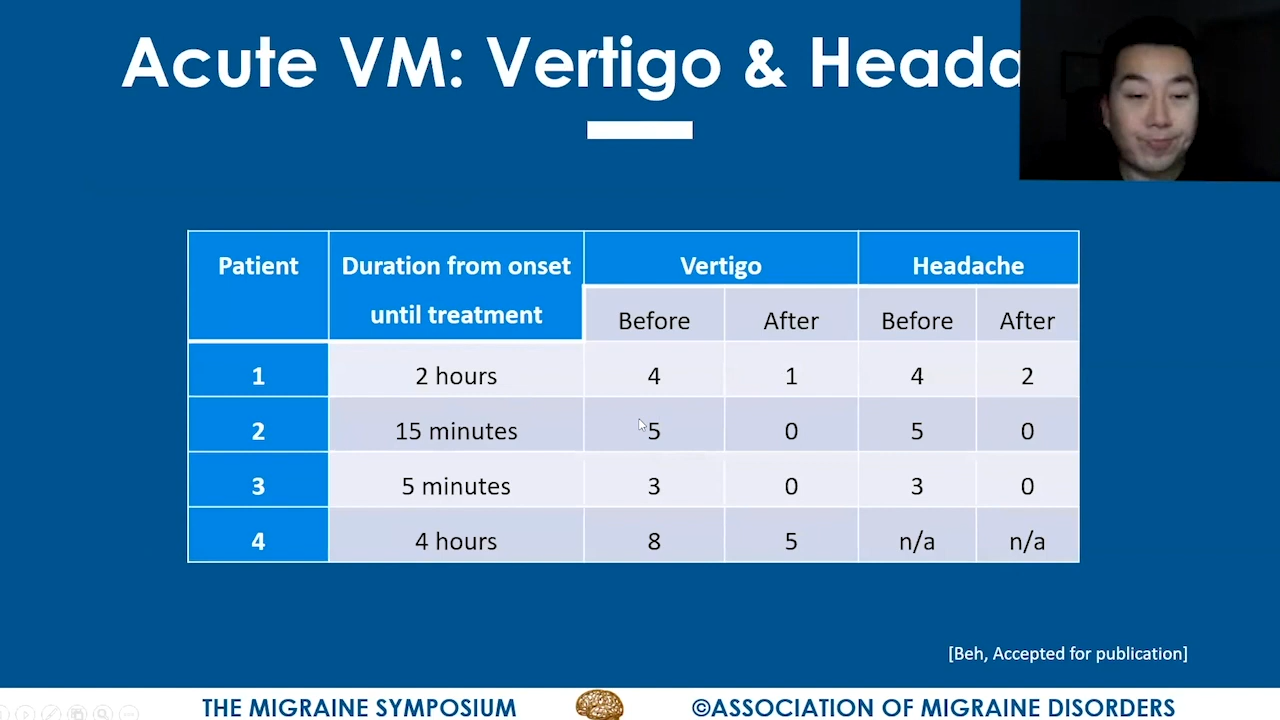 Acute VM: Vertigo & Heada
Patient Duration from onset until treatment Vertigo Headache
Before After Before After
1 2 hours 4 1 4 2
2 15 minutes 5 0 5 0
3 5 minutes 3 0 3 0
4 4 hours 8 5 n/a n/a
[Beh, Accepted for publication]
THE MIGRAINE SYMPOSIUM ©ASSOCIATION OF MIGRAINE DISORDERS